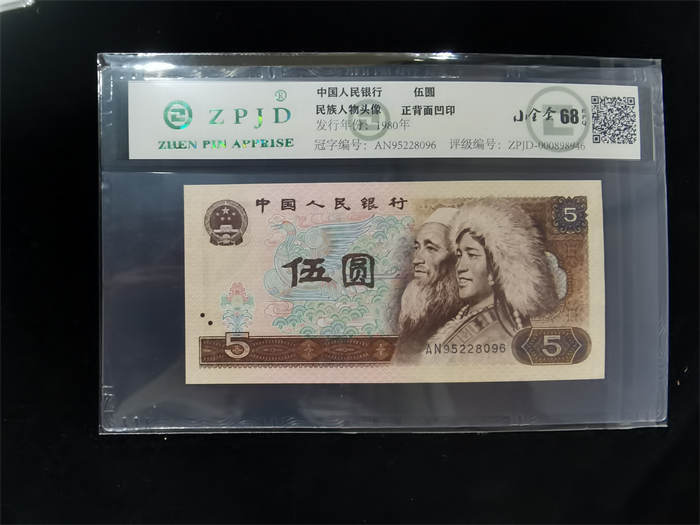 中国人民银行 伍圆
ZPJD®
民族人物头像 正背面凹印
发行年份：1980年
ZHEN PIN APPRISE
冠字编号：AN95228096 评级编号：ZPJD-000898946
68
中国人民银行
5
伍圆
AN95228096
5
5